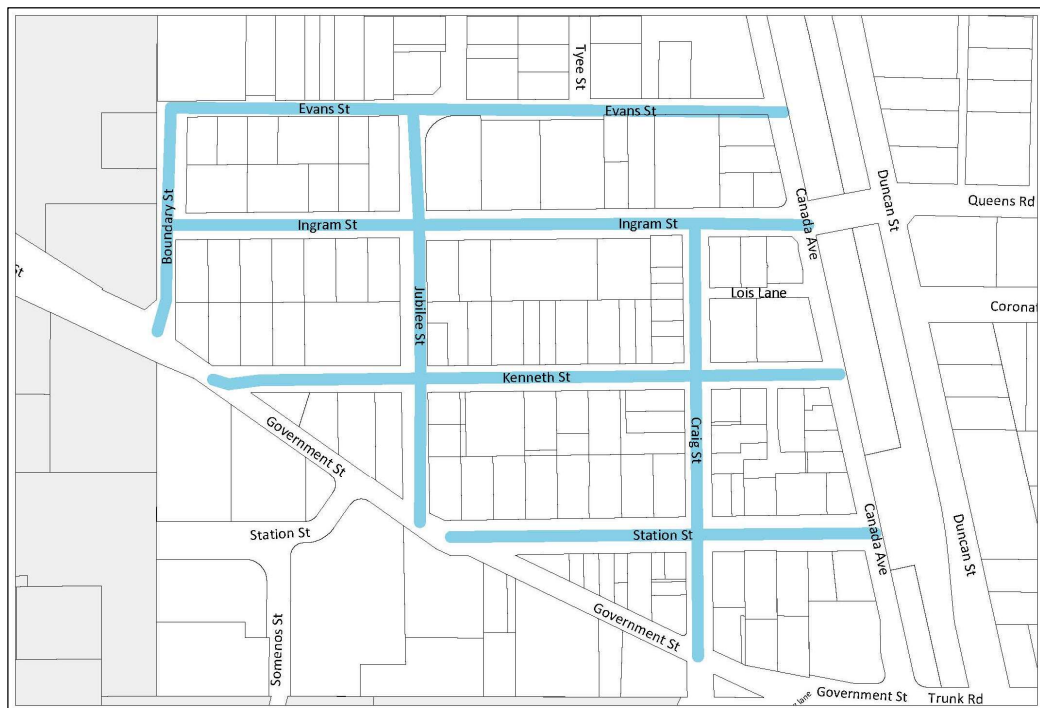 Tyee St
Evans St
Evans St
Boundary St
Ingram St
Ingram St
Canada Ave
Duncan St
Queens Rd
St
Jubilee St
Lois Lane
Kenneth St
Craig St
Government St
Station St
Station St
Canada Ave
Duncan St
Somenos St
Government St
Government St
Trunk Rd